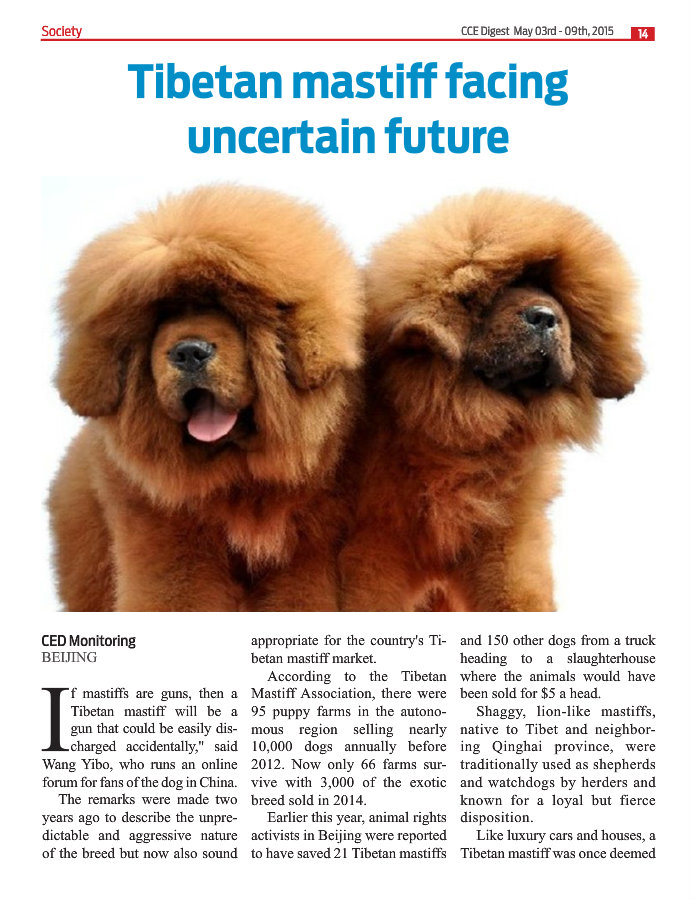 Society
CCE Digest May 03rd - 09th, 2015
14
Tibetan mastiff facing
uncertain future
CED Monitoring
BEIJING
If mastiffs are guns, then a
Tibetan mastiff will be a
gun that could be easily dis-
charged accidentally," said
Wang Yibo, who runs an online
forum for fans of the dog in China.
The remarks were made two
years ago to describe the unpre-
dictable and aggressive nature
of the breed but now also sound
appropriate for the country's Ti-
betan mastiff market.
According to the Tibetan
Mastiff Association, there were
95 puppy farms in the autono-
mous region selling nearly
10,000 dogs annually before
2012. Now only 66 farms sur-
vive with 3,000 of the exotic
breed sold in 2014.
Earlier this year, animal rights
activists in Beijing were reported
to have saved 21 Tibetan mastiffs
and 150 other dogs from a truck
heading to a slaughterhouse
where the animals would have
been sold for $5 a head.
Shaggy, lion-like mastiffs,
native to Tibet and neighbor-
ing Qinghai province, were
traditionally used as shepherds
and watchdogs by herders and
known for a loyal but fierce
disposition.
Like luxury cars and houses, a
Tibetan mastiff was once deemed